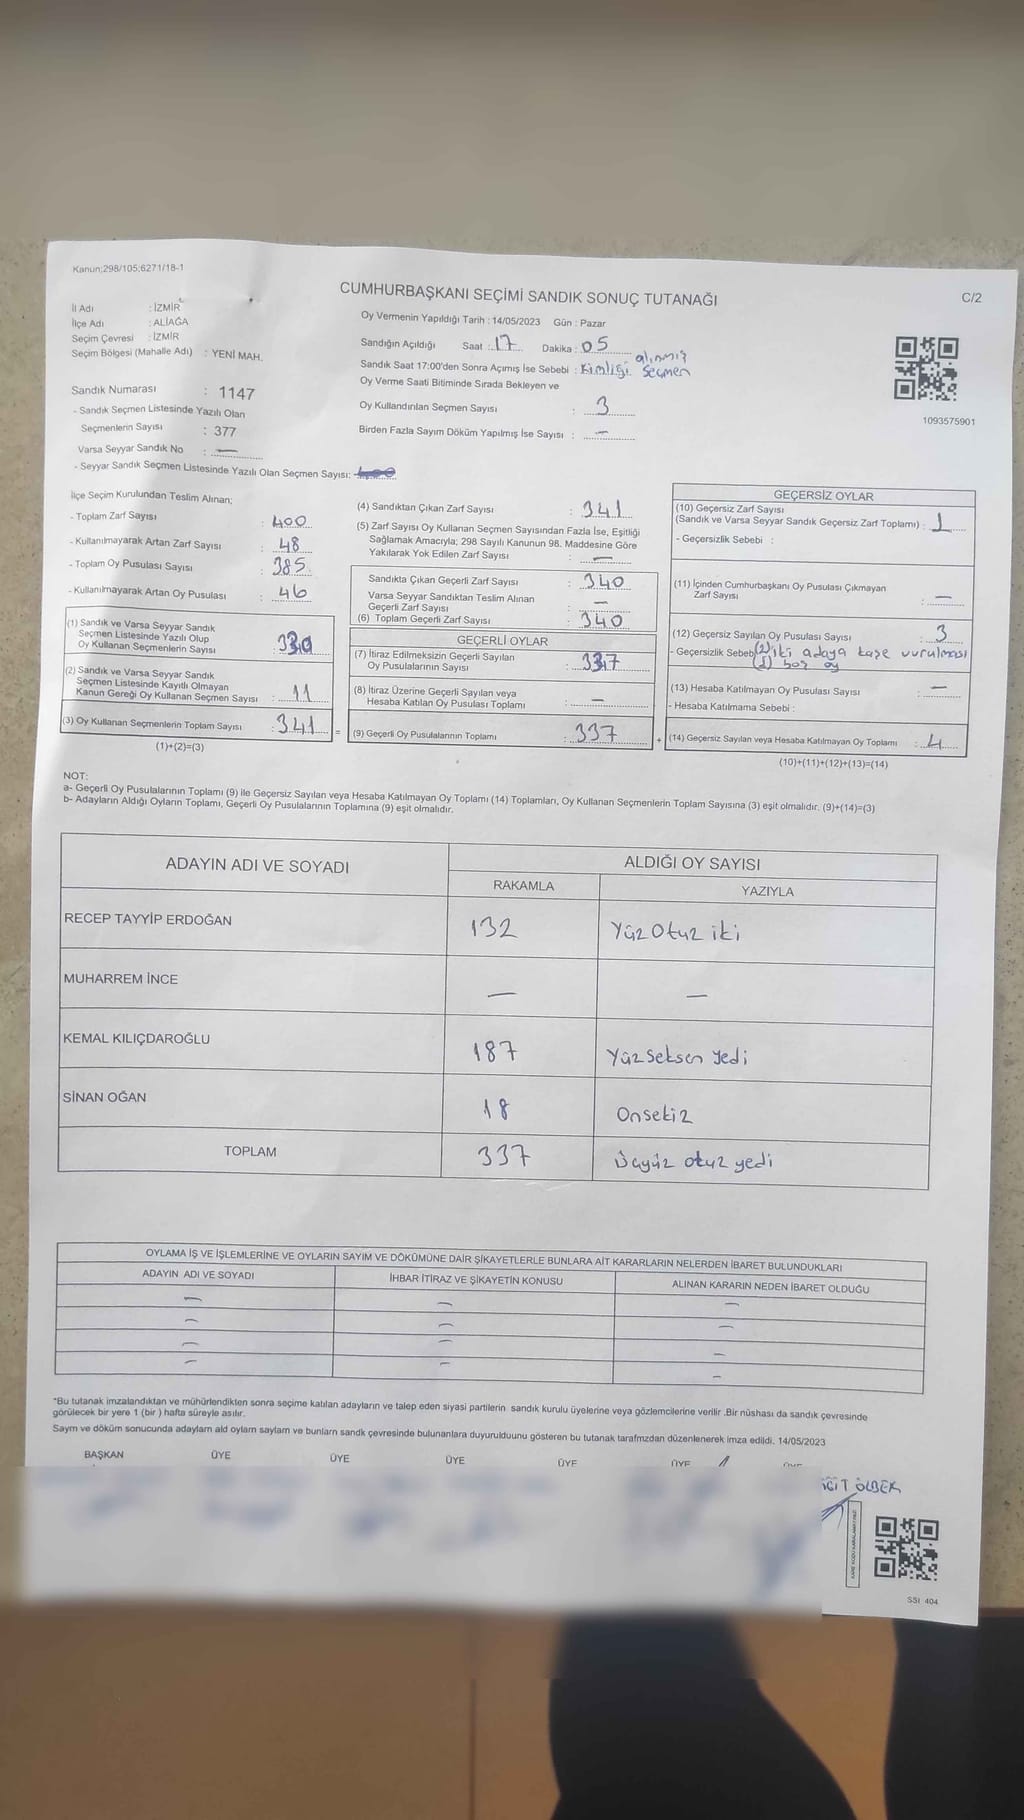 Kanun;298/105;6271/18-1
C/2
CUMHURBAŞKANI SEÇİMİ SANDIK SONUÇ TUTANAĞI
İl Adı : İZMİR
İlçe Adı : ALİAĞA
Seçim Çevresi : İZMİR
Seçim Bölgesi (Mahalle Adı) : YENİ MAH.
Sandık Numarası : 1147
- Sandık Seçmen Listesinde Yazılı Olan
Seçmenlerin Sayısı : 377
Varsa Seyyar Sandık No : —
- Seyyar Sandık Seçmen Listesinde Yazılı Olan Seçmen Sayısı:
Oy Vermenin Yapıldığı Tarih : 14/05/2023 Gün : Pazar
Sandığın Açıldığı Saat : 17 Dakika : 05
Sandık Saat 17:00'den Sonra Açımış İse Sebebi : Kimliği alınmış seçmen
Oy Verme Saati Bitiminde Sırada Bekleyen ve
Oy Kullandırılan Seçmen Sayısı : 3
Birden Fazla Sayım Döküm Yapılmış İse Sayısı : —
1093575901
İlçe Seçim Kurulundan Teslim Alınan;
- Toplam Zarf Sayısı : 400
- Kullanılmayarak Artan Zarf Sayısı : 48
- Toplam Oy Pusulası Sayısı : 385
- Kullanılmayarak Artan Oy Pusulası : 46
(1) Sandık ve Varsa Seyyar Sandık
Seçmen Listesinde Yazılı Olup
Oy Kullanan Seçmenlerin Sayısı : 330
(2) Sandık ve Varsa Seyyar Sandık
Seçmen Listesinde Kayıtlı Olmayan
Kanun Gereği Oy Kullanan Seçmen Sayısı : 11
(3) Oy Kullanan Seçmenlerin Toplam Sayısı : 341 =
(1)+(2)=(3)
(4) Sandıktan Çıkan Zarf Sayısı : 341
(5) Zarf Sayısı Oy Kullanan Seçmen Sayısından Fazla İse, Eşitliği
Sağlamak Amacıyla; 298 Sayılı Kanunun 98. Maddesine Göre
Yakılarak Yok Edilen Zarf Sayısı : —
Sandıkta Çıkan Geçerli Zarf Sayısı : 340
Varsa Seyyar Sandıktan Teslim Alınan
Geçerli Zarf Sayısı : —
(6) Toplam Geçerli Zarf Sayısı : 340
GEÇERLİ OYLAR
(7) İtiraz Edilmeksizin Geçerli Sayılan
Oy Pusulalarının Sayısı : 337
(8) İtiraz Üzerine Geçerli Sayılan veya
Hesaba Katılan Oy Pusulası Toplamı : —
(9) Geçerli Oy Pusulalarının Toplamı : 337 +
GEÇERSİZ OYLAR
(10) Geçersiz Zarf Sayısı
(Sandık ve Varsa Seyyar Sandık Geçersiz Zarf Toplamı) : 1
- Geçersizlik Sebebi :
(11) İçinden Cumhurbaşkanı Oy Pusulası Çıkmayan
Zarf Sayısı : —
(12) Geçersiz Sayılan Oy Pusulası Sayısı : 3
- Geçersizlik Sebeb (2) iki adaya kaşe vurulması
(1) boş oy
(13) Hesaba Katılmayan Oy Pusulası Sayısı : —
- Hesaba Katılmama Sebebi :
(14) Geçersiz Sayılan veya Hesaba Katılmayan Oy Toplamı : 4
(10)+(11)+(12)+(13)=(14)
NOT:
a- Geçerli Oy Pusulalarının Toplamı (9) ile Geçersiz Sayılan veya Hesaba Katılmayan Oy Toplamı (14) Toplamları, Oy Kullanan Seçmenlerin Toplam Sayısına (3) eşit olmalıdır. (9)+(14)=(3)
b- Adayların Aldığı Oyların Toplamı, Geçerli Oy Pusulalarının Toplamına (9) eşit olmalıdır.
ADAYIN ADI VE SOYADI ALDIĞI OY SAYISI
RAKAMLA YAZIYLA
RECEP TAYYİP ERDOĞAN 132 Yüz Otuz iki
MUHARREM İNCE — —
KEMAL KILIÇDAROĞLU 187 Yüz Seksen Yedi
SİNAN OĞAN 18 Onsekiz
TOPLAM 337 Üçyüz otuz yedi
OYLAMA İŞ VE İŞLEMLERİNE VE OYLARIN SAYIM VE DÖKÜMÜNE DAİR ŞİKAYETLERLE BUNLARA AİT KARARLARIN NELERDEN İBARET BULUNDUKLARI
ADAYIN ADI VE SOYADI İHBAR İTİRAZ VE ŞİKAYETİN KONUSU ALINAN KARARIN NEDEN İBARET OLDUĞU
— — —
— — —
— — —
— — —
*Bu tutanak imzalandıktan ve mühürlendikten sonra seçime katılan adayların ve talep eden siyasi partilerin sandık kurulu üyelerine veya gözlemcilerine verilir .Bir nüshası da sandık çevresinde
görülecek bir yere 1 (bir ) hafta süreyle asılır.
Sayım ve döküm sonucunda adayların ald oyların sayların ve bunların sandk çevresinde bulunanlara duyurulduunu gösteren bu tutanak tarafmzdan düzenlenerek imza edildi. 14/05/2023
BAŞKAN ÜYE ÜYE ÜYE ÜYE ÜYE
SSI 404